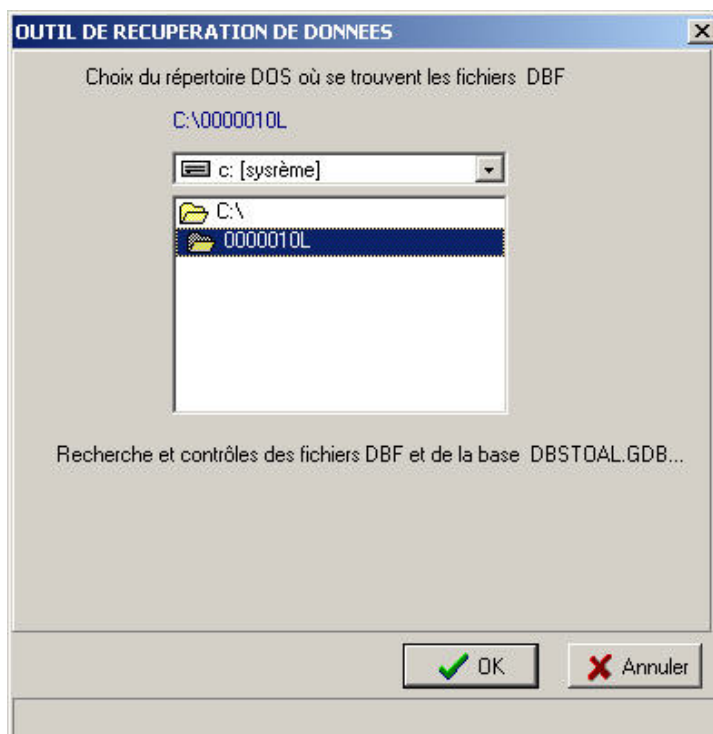 OUTIL DE RECUPERATION DE DONNEES
Choix du répertoire DOS où se trouvent les fichiers DBF
C:\0000010L
c: [sysrème]
C:\
0000010L
Recherche et contrôles des fichiers DBF et de la base DBSTOAL.GDB...
OK
Annuler